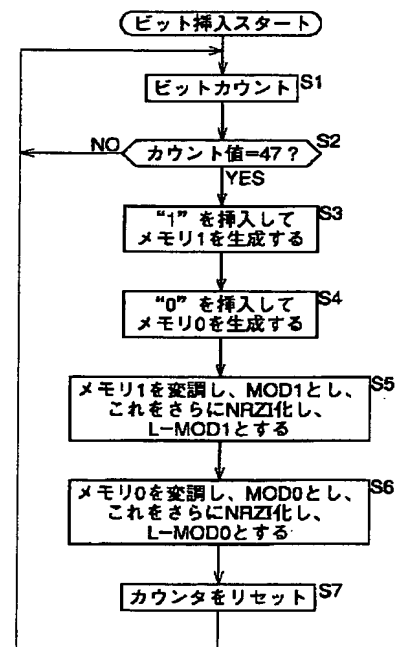 ビット挿入スタート
ビットカウント S1
NO カウント値=47？ S2
YES
“1”を挿入して S3
メモリ1を生成する
“0”を挿入して S4
メモリ0を生成する
メモリ1を変調し、MOD1とし、 S5
これをさらにNRZI化し、
L−MOD1とする
メモリ0を変調し、MOD0とし、 S6
これをさらにNRZI化し、
L−MOD0とする
カウンタをリセット S7